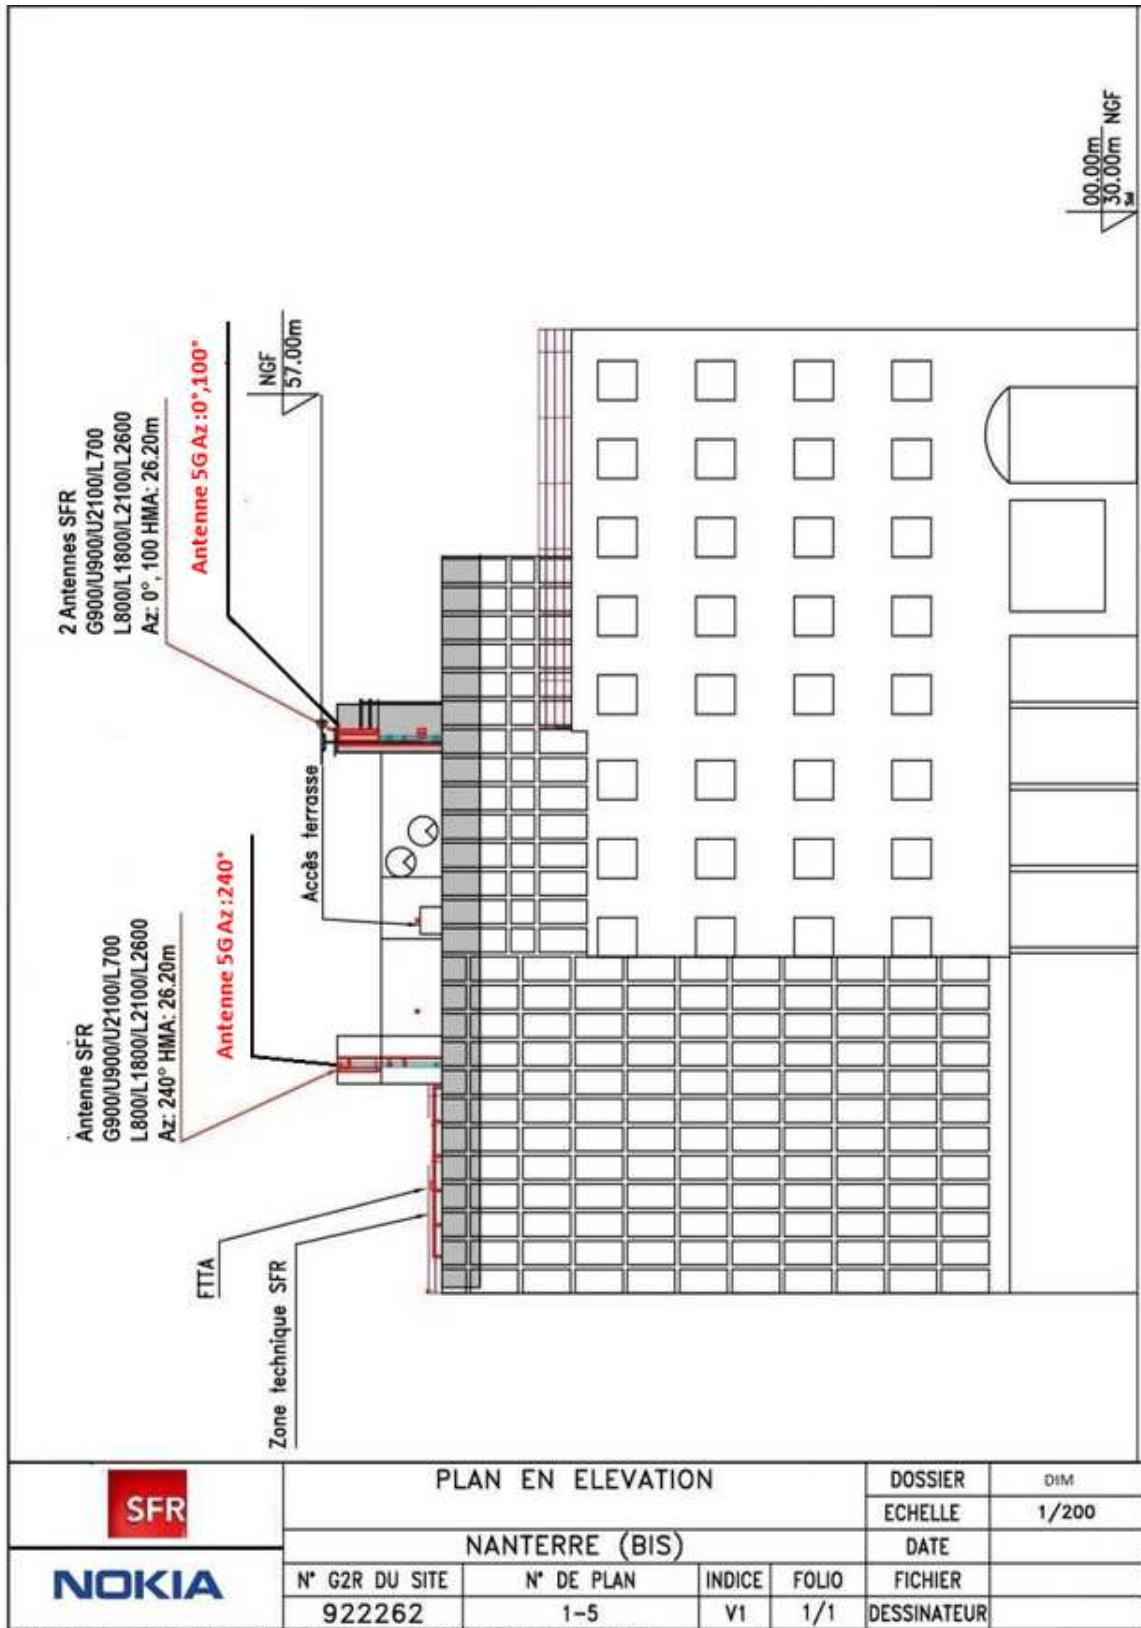 Antenne SFR
G900/U900/U2100/L700
L800/L1800/L2100/L2600
Az: 240° HMA: 26.20m
Antenne 5G Az :240°
2 Antennes SFR
G900/U900/U2100/L700
L800/L1800/L2100/L2600
Az: 0°, 100 HMA: 26.20m
Antenne 5G Az :0°,100°
NGF
57.00m
Accès terrasse
FTTA
Zone technique SFR
00.00m
30.00m NGF
SFR
NOKIA
PLAN EN ELEVATION
NANTERRE (BIS)
N° G2R DU SITE
922262
N° DE PLAN
1-5
INDICE
V1
FOLIO
1/1
DOSSIER
DIM
ECHELLE
1/200
DATE
FICHIER
DESSINATEUR